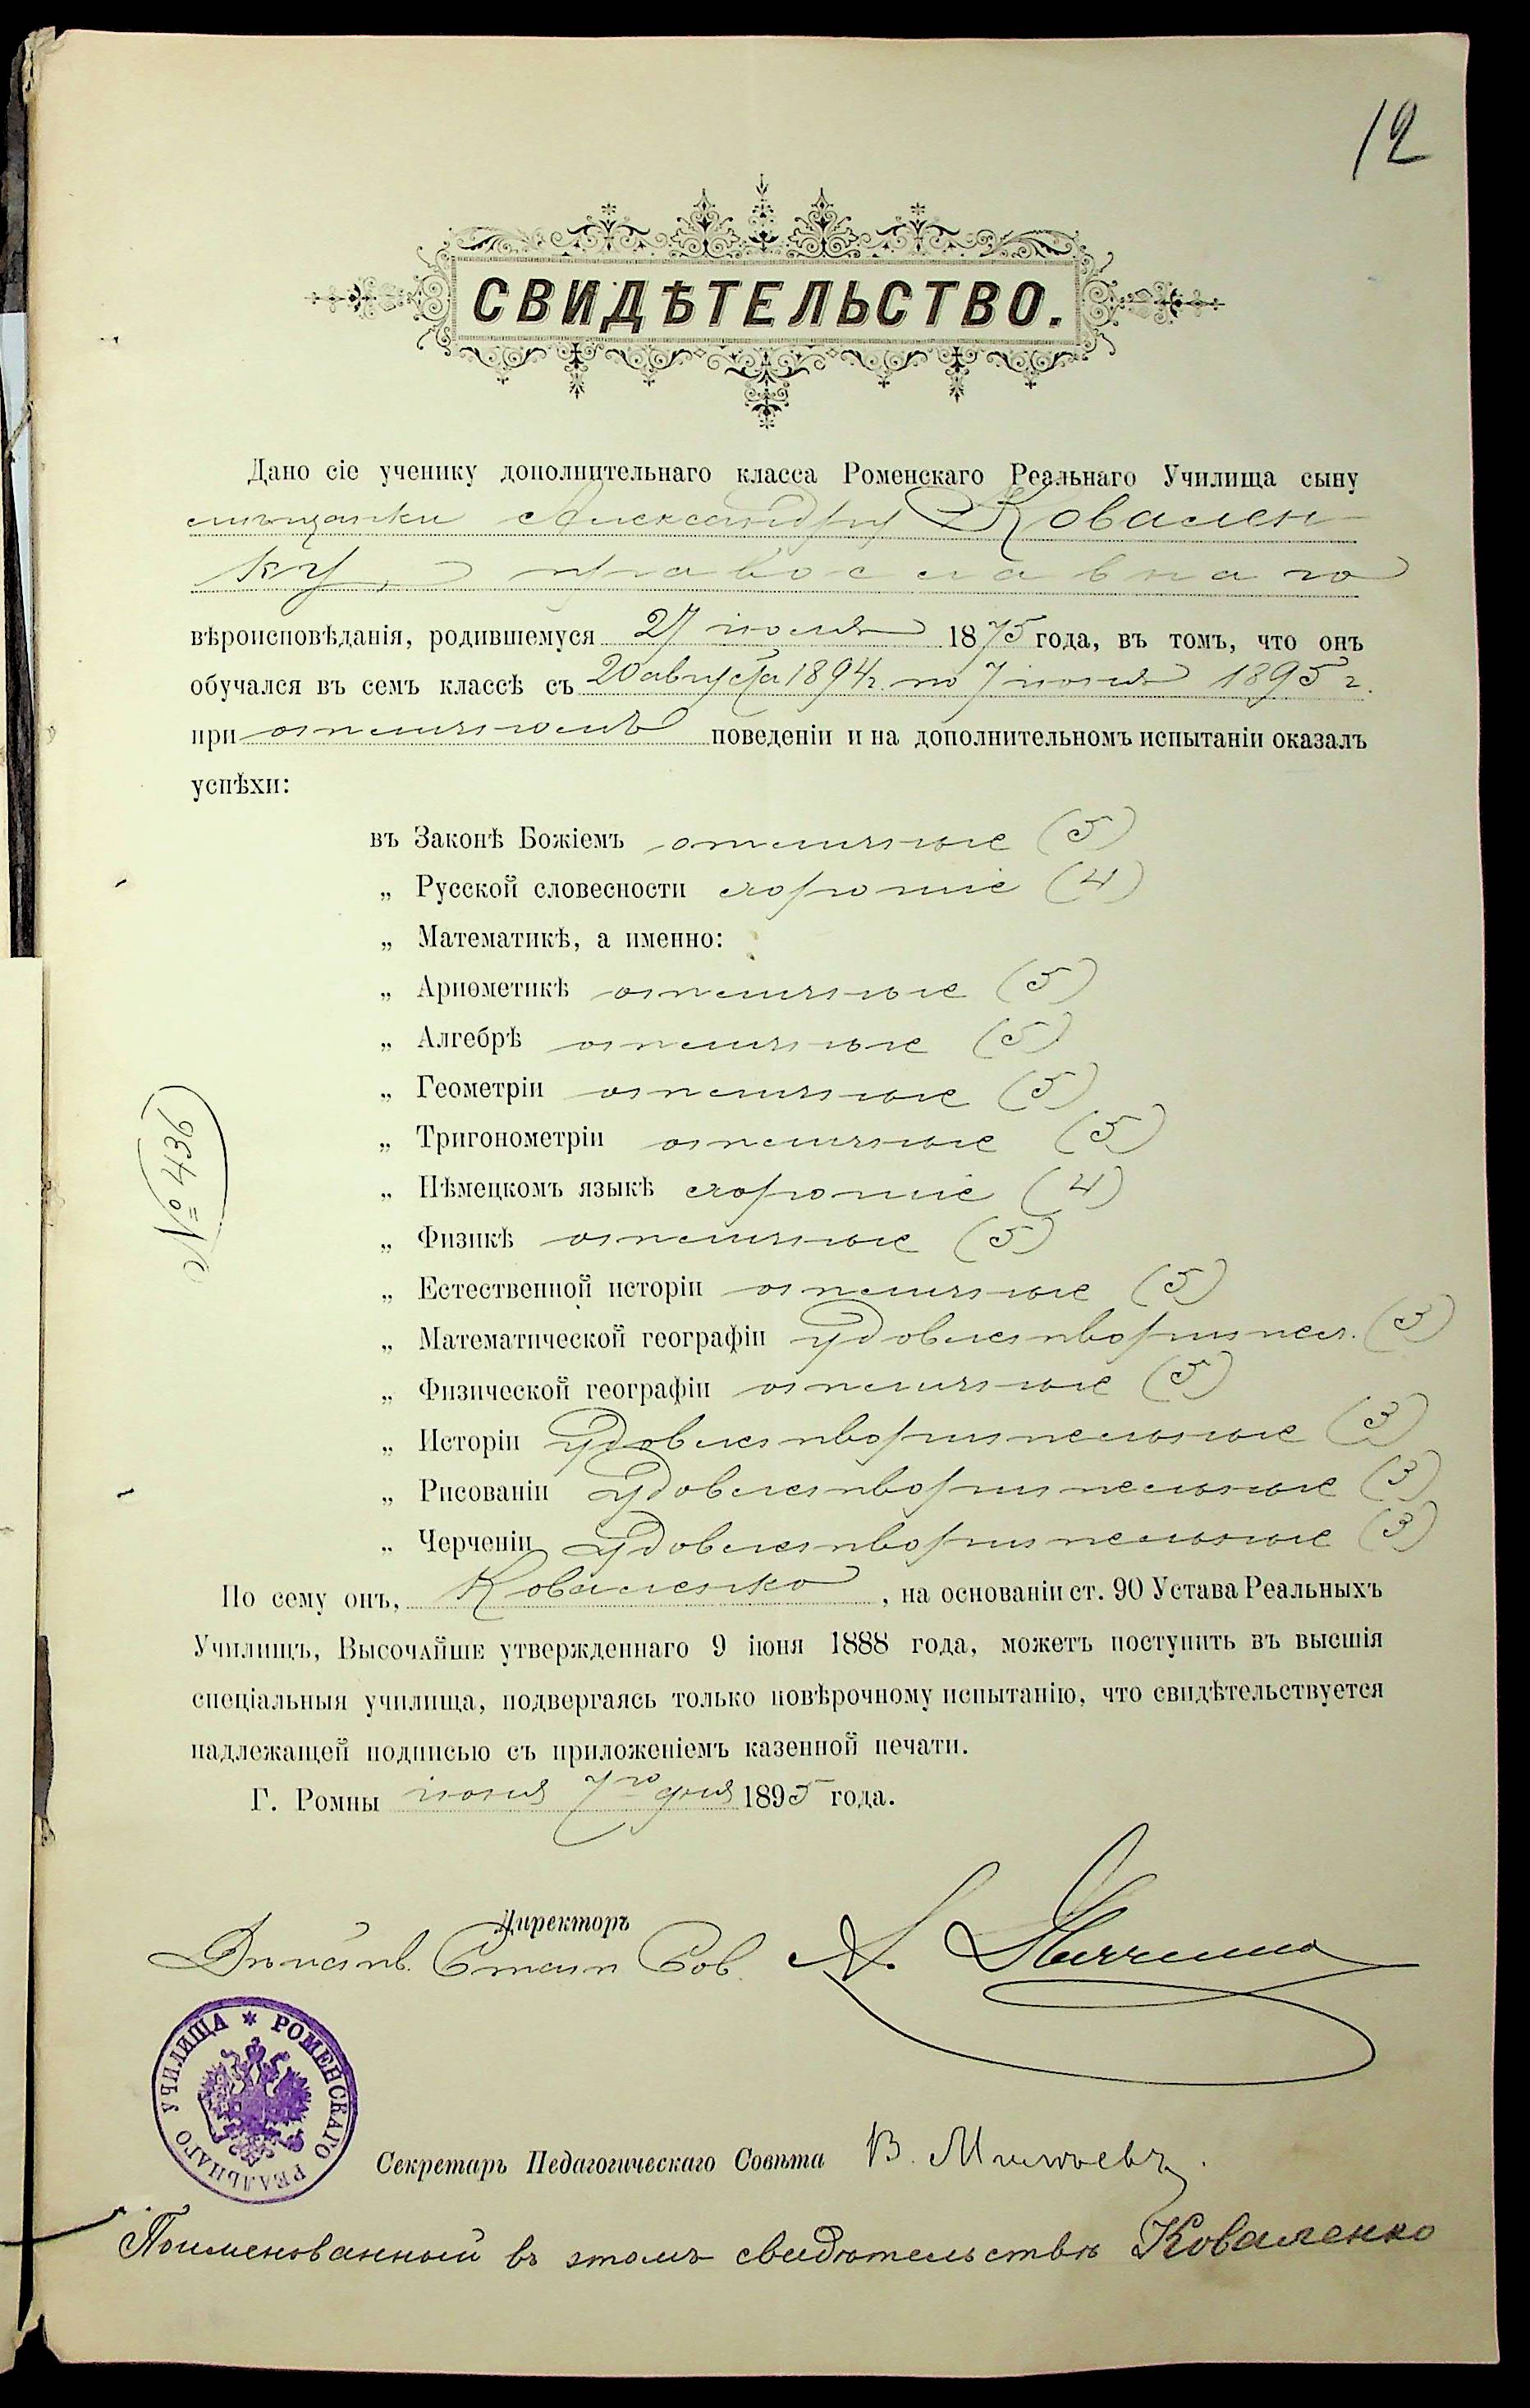 12
СВИДѢТЕЛЬСТВО.
Дано сіе ученику дополнительнаго класса Роменскаго Реальнаго Училища сыну
мѣщанки Александру Ковален-
ку, православнаго
вѣроисповѣданія, родившемуся 27 іюля 1875 года, въ томъ, что онъ
обучался въ семъ классѣ съ 20 августа 1894 г. по 7 іюня 1895 г.
при отличномъ поведеніи и на дополнительномъ испытаніи оказалъ
успѣхи:
въ Законѣ Божіемъ отличные (5)
„ Русской словесности хорошіе (4)
„ Математикѣ, а именно:
„ Ариѳметикѣ отличные (5)
„ Алгебрѣ отличные (5)
„ Геометріи отличные (5)
„ Тригонометріи отличные (5)
„ Нѣмецкомъ языкѣ хорошіе (4)
„ Физикѣ отличные (5)
„ Естественной исторіи отличные (5)
„ Математической географіи удовлетворител. (3)
„ Физической географіи отличные (5)
„ Исторіи удовлетворительные (3)
„ Рисованіи удовлетворительные (3)
„ Черченіи удовлетворительные (3)
№ 436
По сему онъ, Коваленко, на основаніи ст. 90 Устава Реальныхъ
Училищъ, Высочайше утвержденнаго 9 іюня 1888 года, можетъ поступить въ высшія
спеціальныя училища, подвергаясь только повѣрочному испытанію, что свидѣтельствуется
надлежащей подписью съ приложеніемъ казенной печати.
Г. Ромны іюня 7го дня 1895 года.
Директоръ
Дѣйств. Стат. Сов.
РОМЕНСКАГО РЕАЛЬНАГО УЧИЛИЩА
Секретарь Педагогическаго Совѣта В.
Поименованный въ этомъ свидѣтельствѣ Коваленко